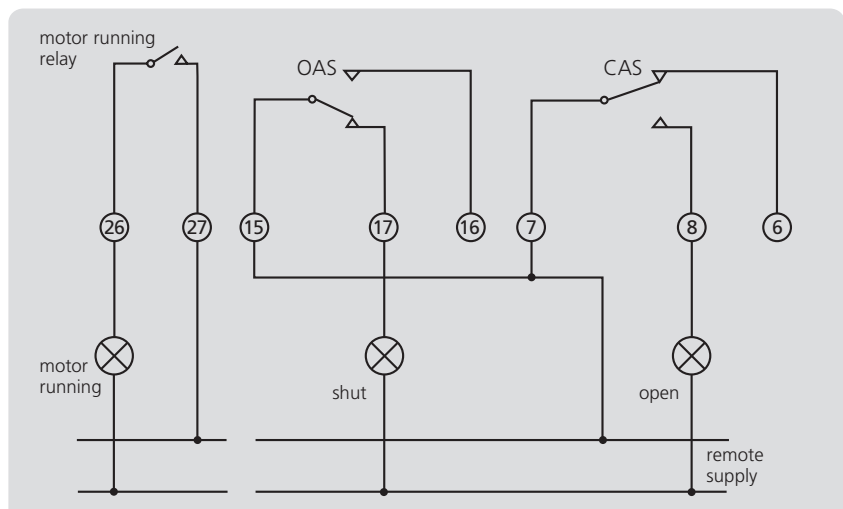 motor running
relay
OAS
CAS
26
27
15
17
16
7
8
6
motor
running
shut
open
remote
supply